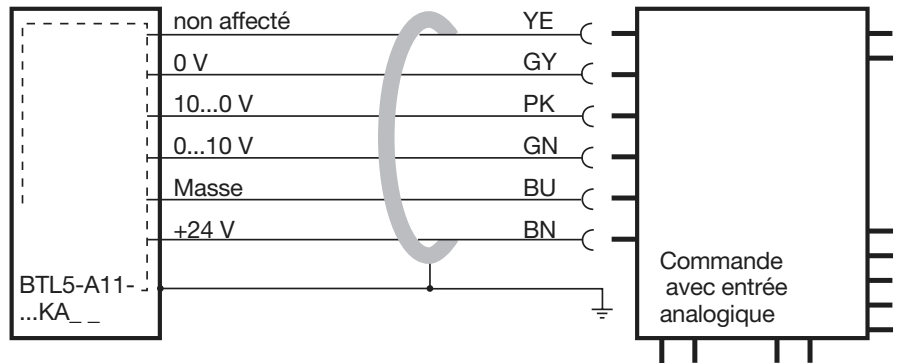 non affecté YE
0 V GY
10...0 V PK
0...10 V GN
Masse BU
+24 V BN
BTL5-A11-
...KA_ _
Commande
avec entrée
analogique